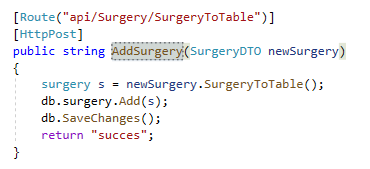 [Route("api/Surgery/SurgeryToTable")]
[HttpPost]
public string AddSurgery(SurgeryDTO newSurgery)
{
surgery s = newSurgery.SurgeryToTable();
db.surgery.Add(s);
db.SaveChanges();
return "succes";
}